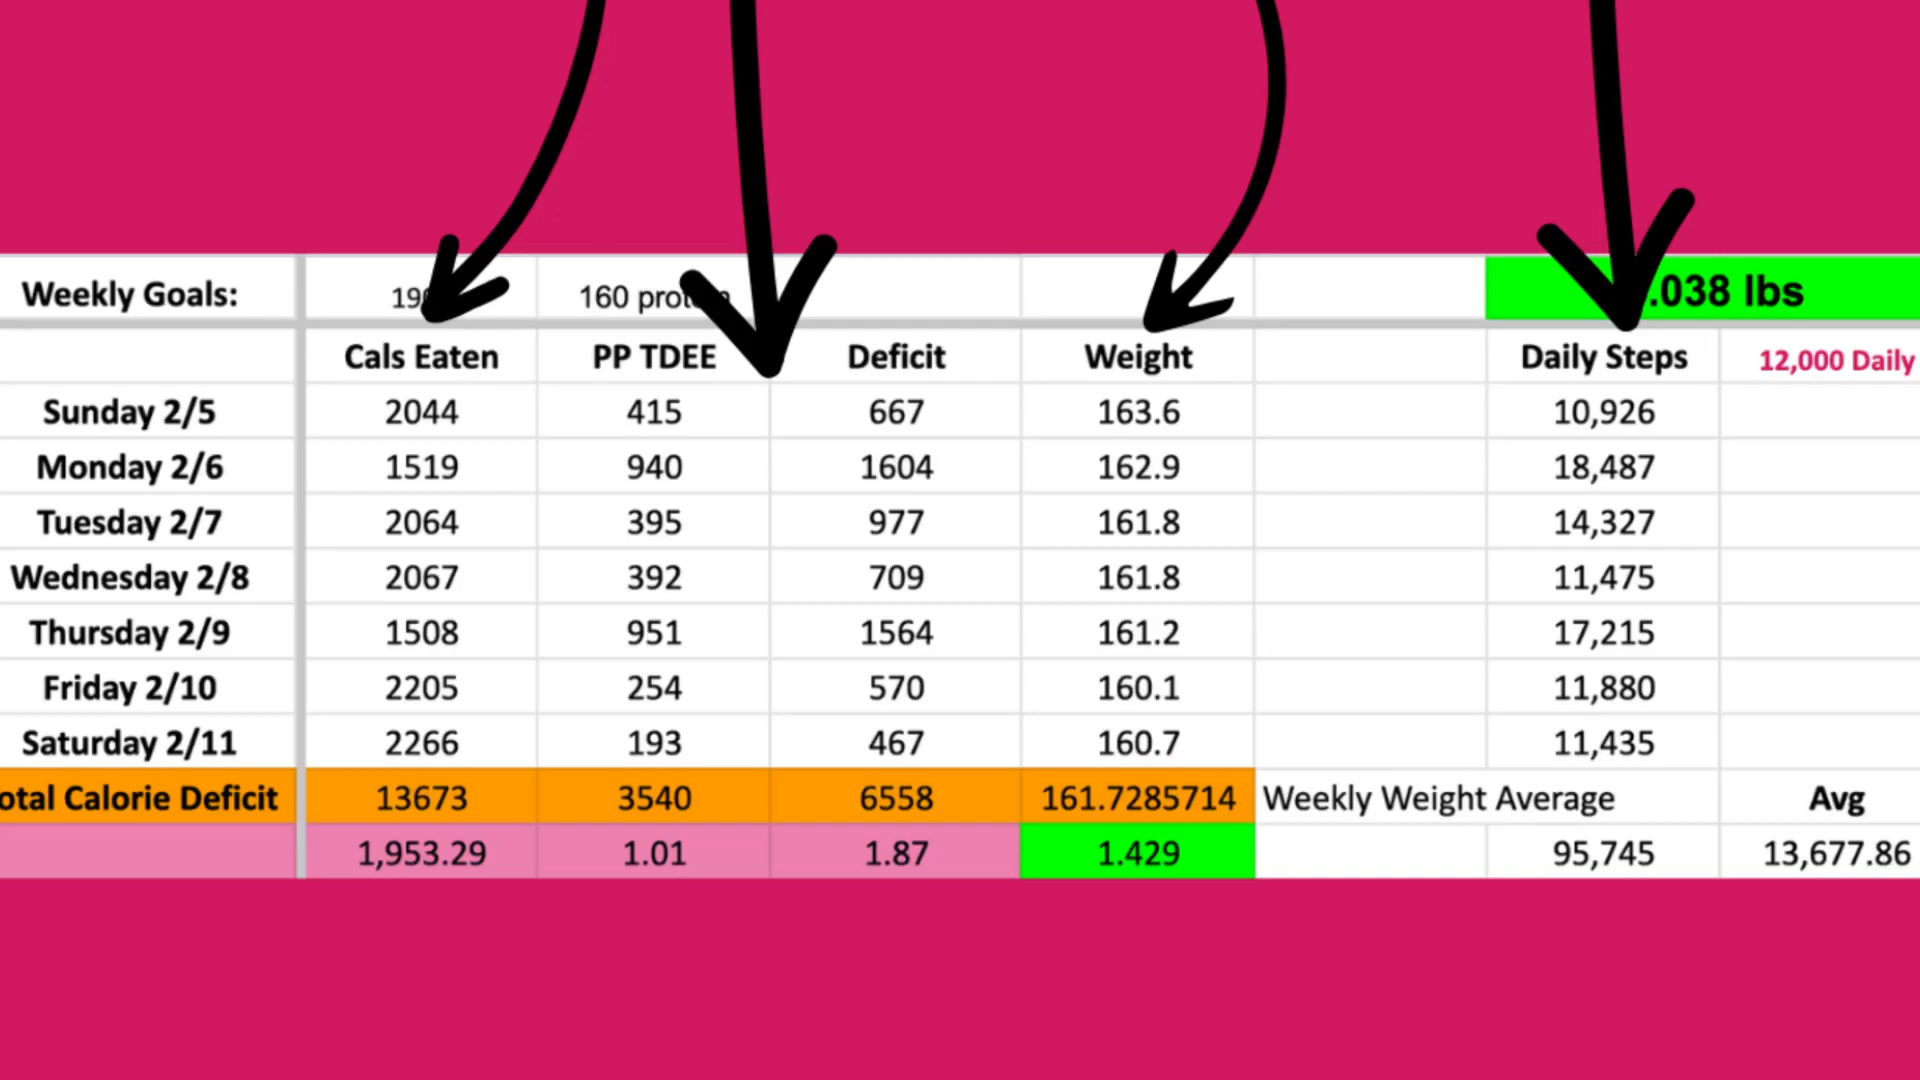 Weekly Goals: 160 .038 lbs
Cals Eaten PP TDEE Deficit Weight Daily Steps 12,000 Daily
Sunday 2/5 2044 415 667 163.6 10,926
Monday 2/6 1519 940 1604 162.9 18,487
Tuesday 2/7 2064 395 977 161.8 14,327
Wednesday 2/8 2067 392 709 161.8 11,475
Thursday 2/9 1508 951 1564 161.2 17,215
Friday 2/10 2205 254 570 160.1 11,880
Saturday 2/11 2266 193 467 160.7 11,435
otal Calorie Deficit 13673 3540 6558 161.7285714 Weekly Weight Average Avg
1,953.29 1.01 1.87 1.429 95,745 13,677.86